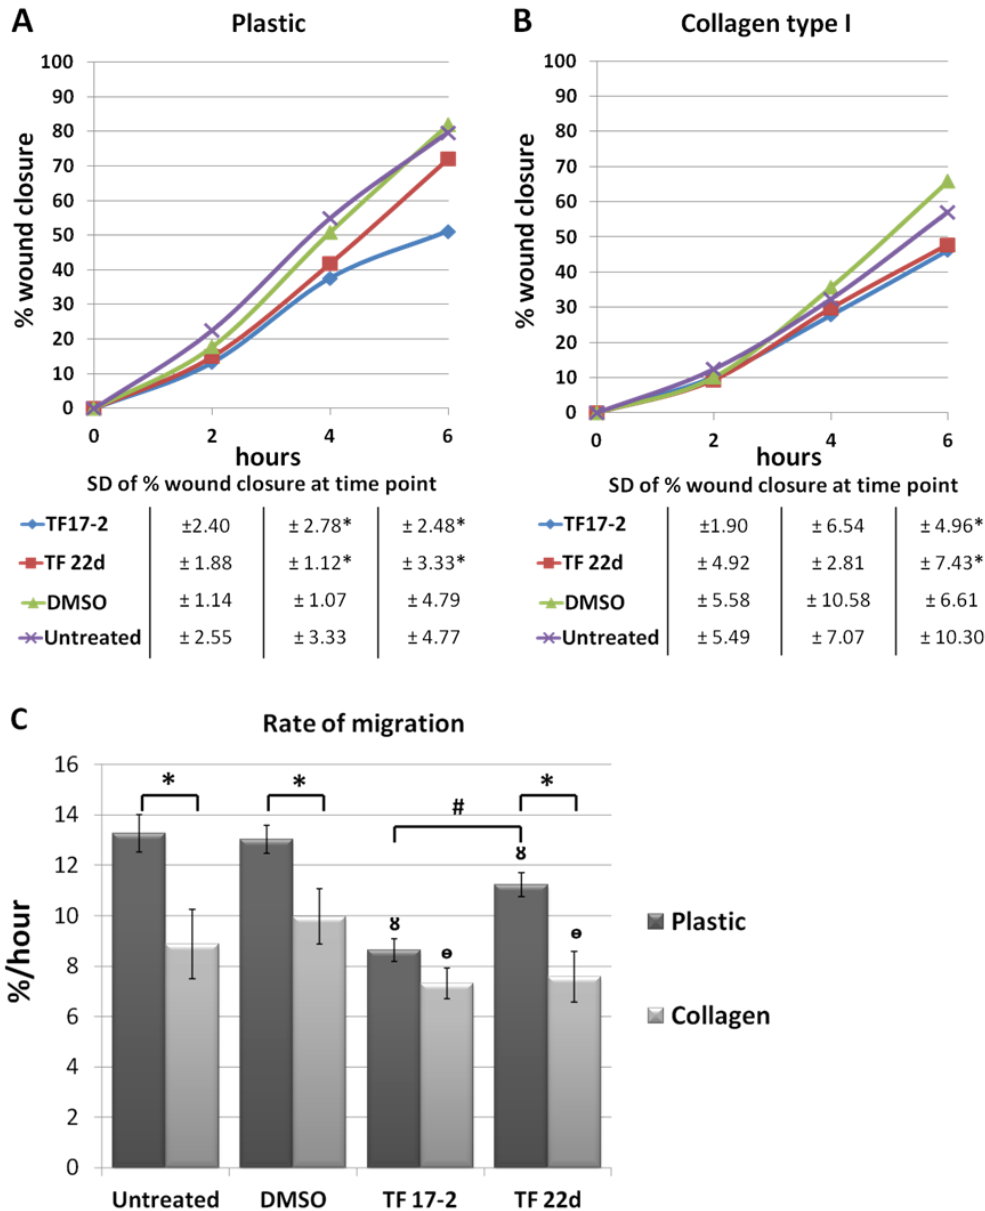 A
Plastic
% wound closure
100
90
80
70
60
50
40
30
20
10
0
0 2 4 6
hours
SD of % wound closure at time point
TF17-2 ±2.40 ± 2.78* ± 2.48*
TF 22d ± 1.88 ± 1.12* ± 3.33*
DMSO ± 1.14 ± 1.07 ± 4.79
Untreated ± 2.55 ± 3.33 ± 4.77
B
Collagen type I
% wound closure
100
90
80
70
60
50
40
30
20
10
0
0 2 4 6
hours
SD of % wound closure at time point
TF17-2 ±1.90 ± 6.54 ± 4.96*
TF 22d ± 4.92 ± 2.81 ± 7.43*
DMSO ± 5.58 ± 10.58 ± 6.61
Untreated ± 5.49 ± 7.07 ± 10.30
C
Rate of migration
%/hour
16
14
12
10
8
6
4
2
0
* * # *
ȣ ɵ ȣ ɵ
Untreated DMSO TF 17-2 TF 22d
Plastic
Collagen